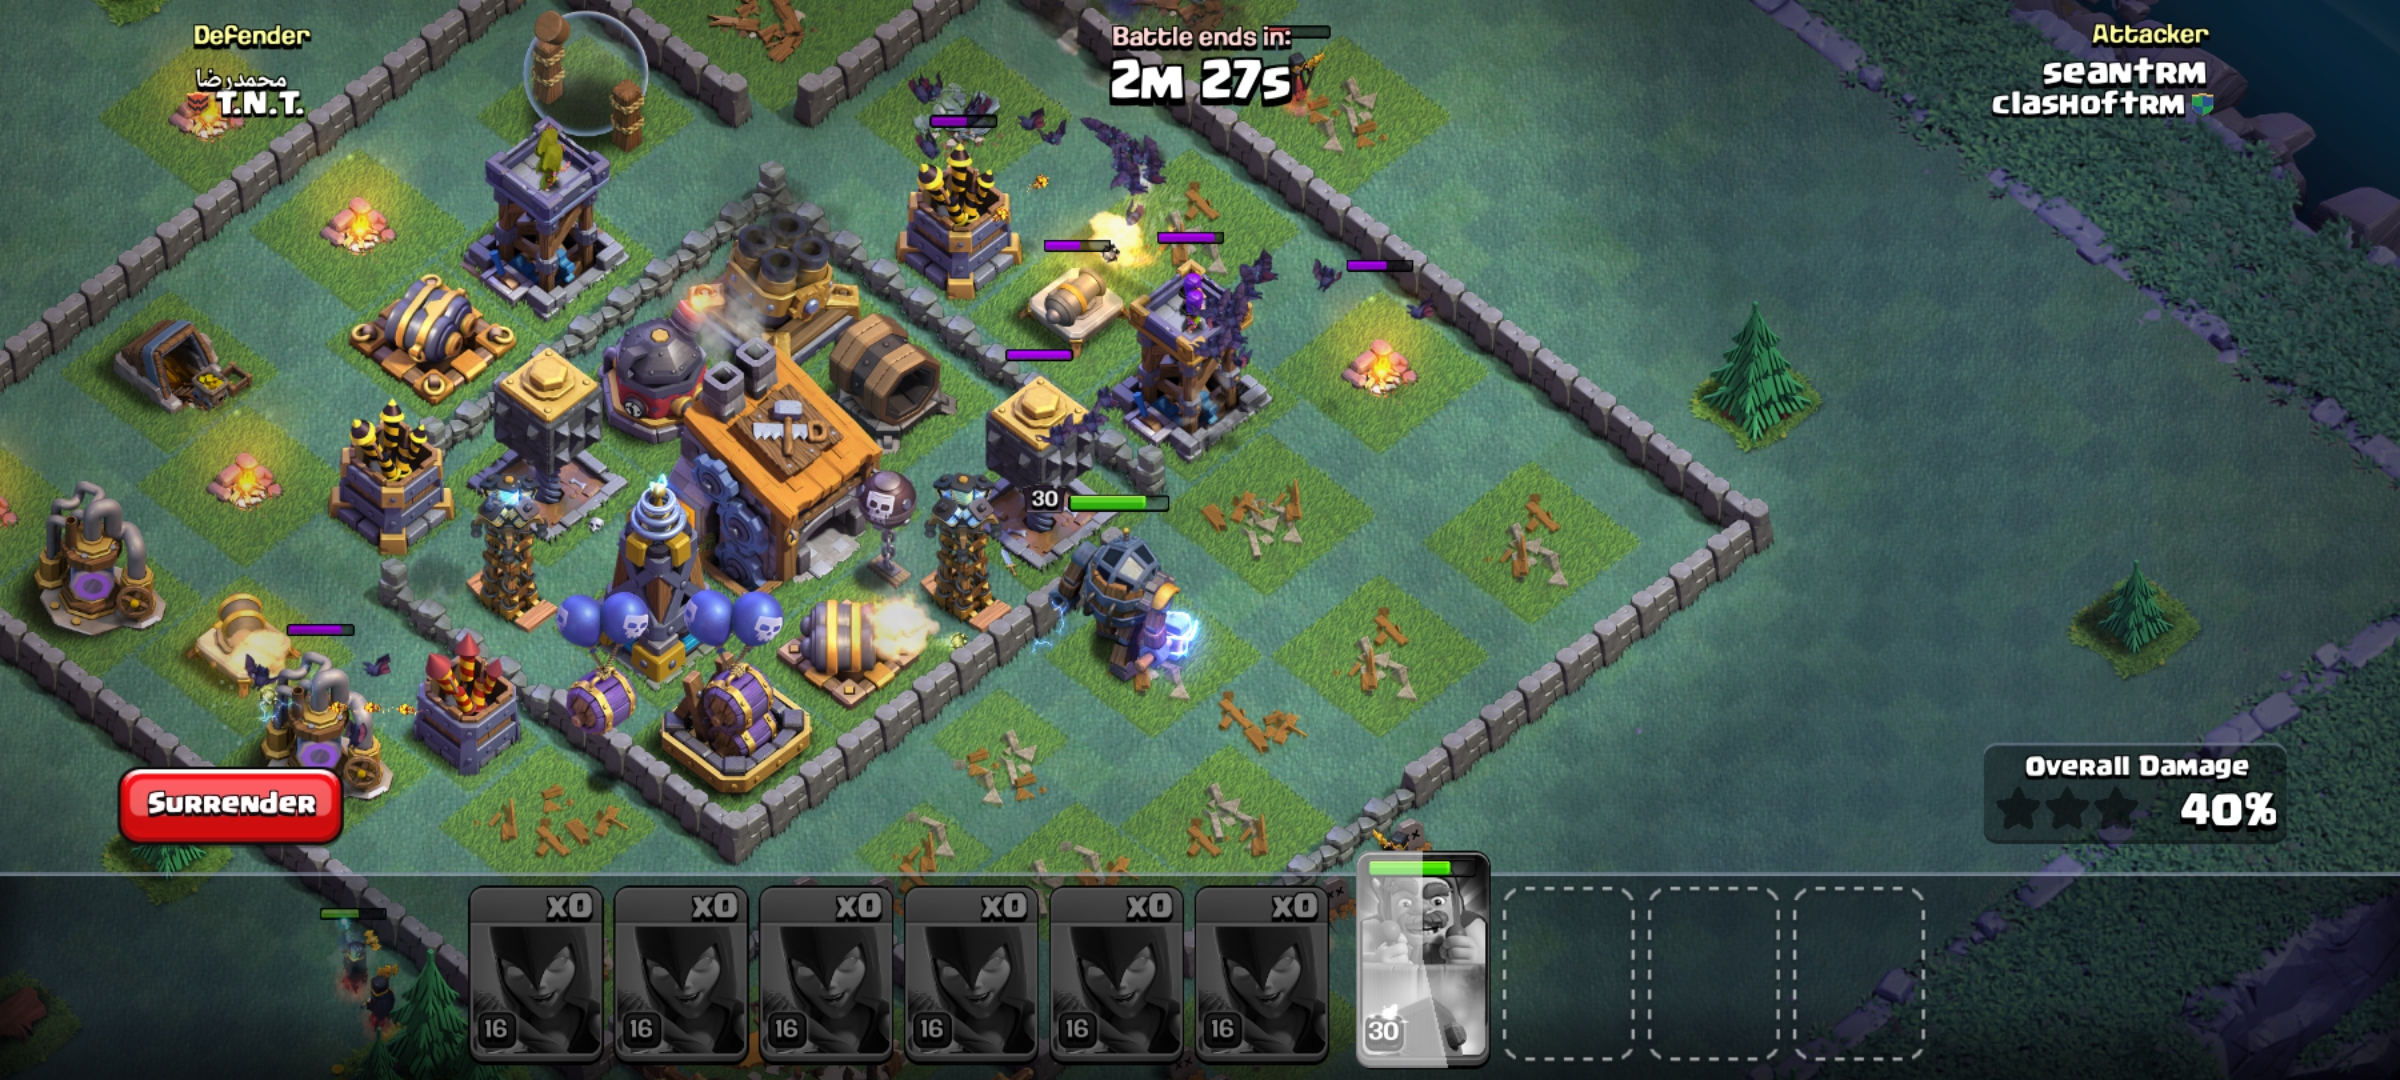 Defender
محمدرضا
T.N.T.
Battle ends in:
2M 27s
Attacker
seantRM
clashoftRM
30
Surrender
Overall Damage
40%
x0
x0
x0
x0
x0
x0
16
16
16
16
16
16
30